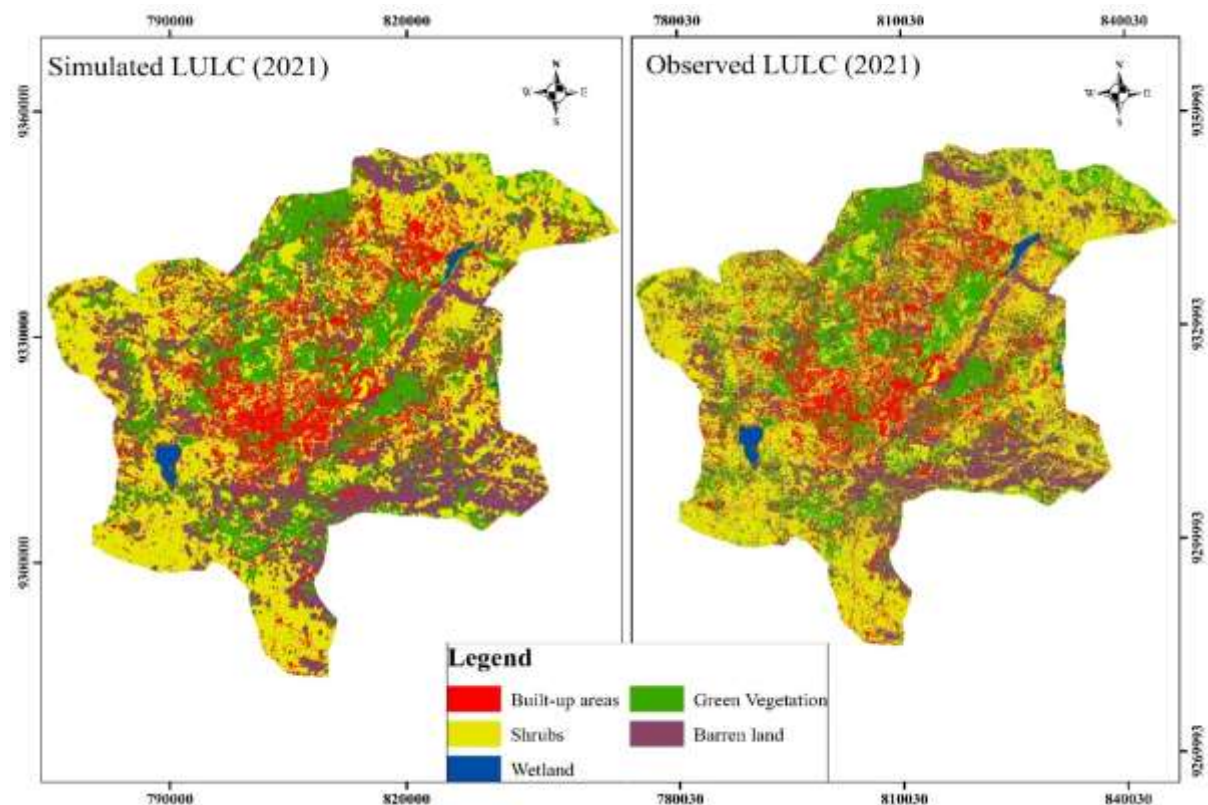 790000 820000 780030 810030 840030
Simulated LULC (2021)
N
W E
S
Observed LULC (2021)
N
W E
S
9360000
9330000
9300000
9359993
9329993
9299993
9269993
Legend
Built-up areas
Green Vegetation
Shrubs
Barren land
Wetland
790000 820000 780030 810030 840030